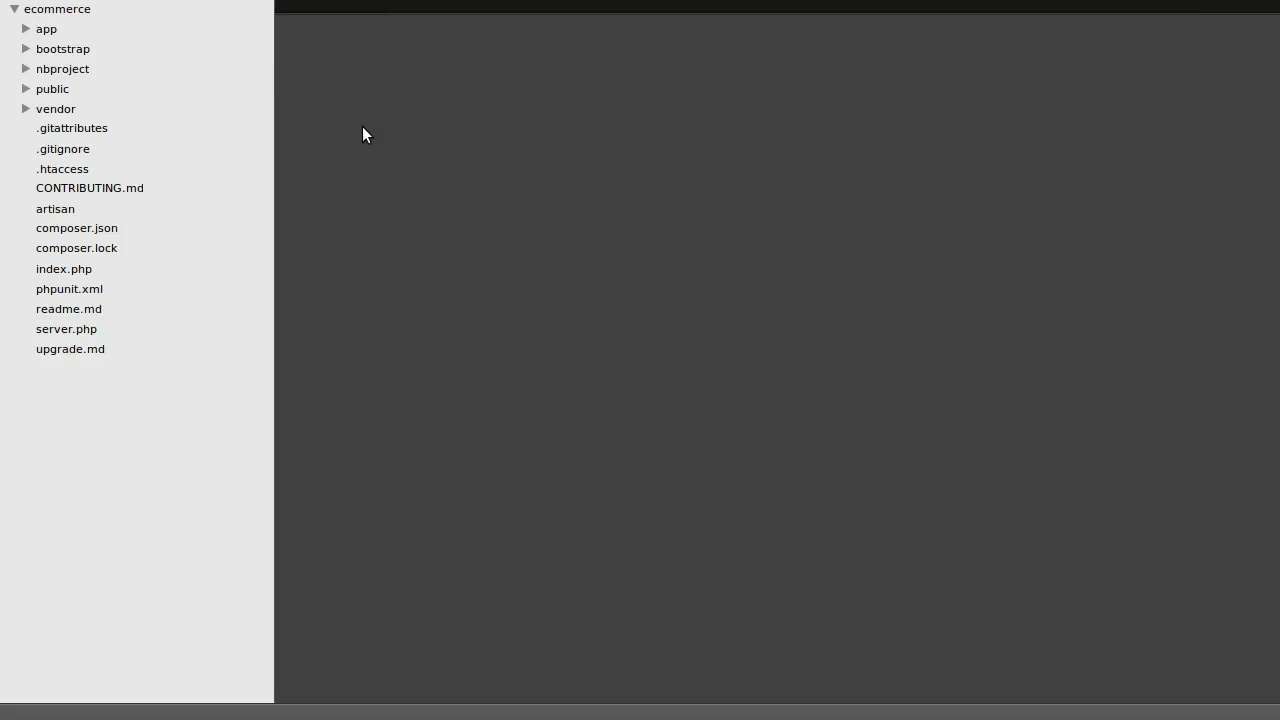 ecommerce
app
bootstrap
nbproject
public
vendor
.gitattributes
.gitignore
.htaccess
CONTRIBUTING.md
artisan
composer.json
composer.lock
index.php
phpunit.xml
readme.md
server.php
upgrade.md